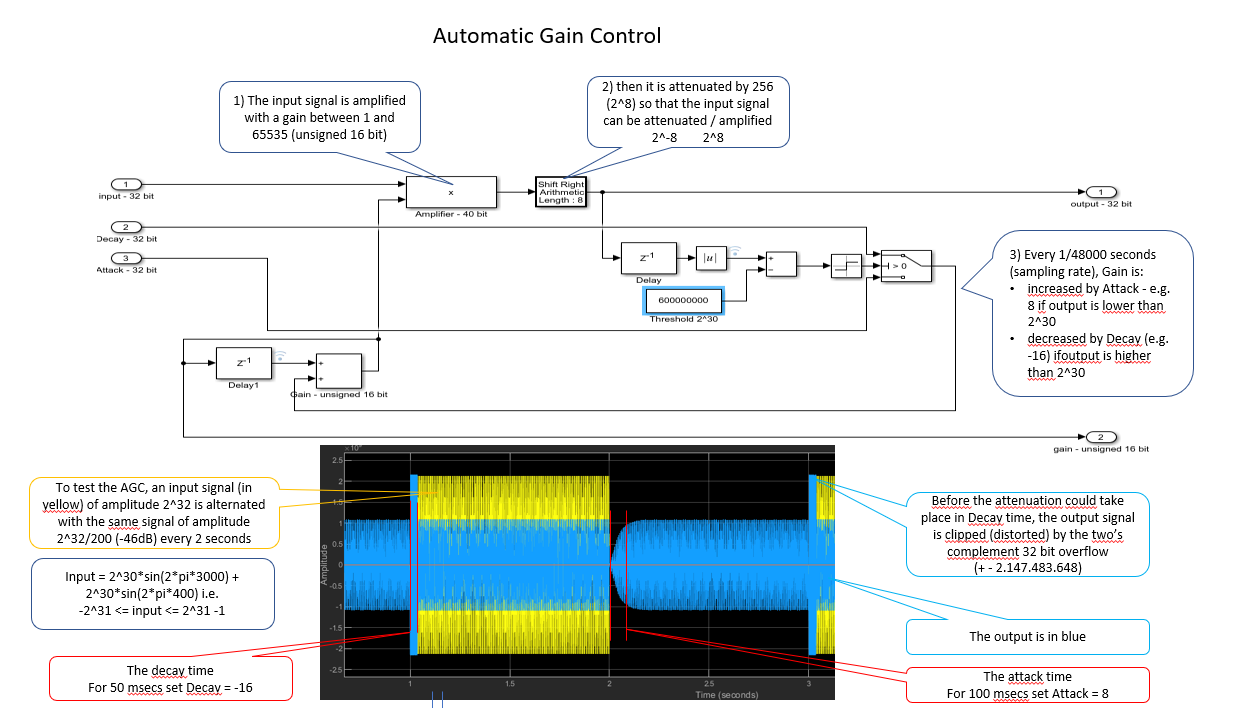 Automatic Gain Control
1) The input signal is amplified
with a gain between 1 and
65535 (unsigned 16 bit)
2) then it is attenuated by 256
(2^8) so that the input signal
can be attenuated / amplified
2^-8 2^8
1
input - 32 bit
×
Amplifier - 40 bit
Shift Right
Arithmetic
Length : 8
1
output - 32 bit
2
Decay - 32 bit
3
Attack - 32 bit
z-1
Delay
|u|
+
−
> 0
600000000
Threshold 2^30
3) Every 1/48000 seconds
(sampling rate), Gain is:
• increased by Attack - e.g.
8 if output is lower than
2^30
• decreased by Decay (e.g.
-16) ifoutput is higher
than 2^30
z-1
Delay1
+
+
Gain - unsigned 16 bit
2
gain - unsigned 16 bit
To test the AGC, an input signal (in
yellow) of amplitude 2^32 is alternated
with the same signal of amplitude
2^32/200 (-46dB) every 2 seconds
Input = 2^30*sin(2*pi*3000) +
2^30*sin(2*pi*400) i.e.
-2^31 <= input <= 2^31 -1
The decay time
For 50 msecs set Decay = -16
2.5
2
1.5
1
0.5
0
-0.5
-1
-1.5
-2
-2.5
Amplitude
1 1.5 2 2.5 3
Time (seconds)
Before the attenuation could take
place in Decay time, the output signal
is clipped (distorted) by the two's
complement 32 bit overflow
(+ - 2.147.483.648)
The output is in blue
The attack time
For 100 msecs set Attack = 8